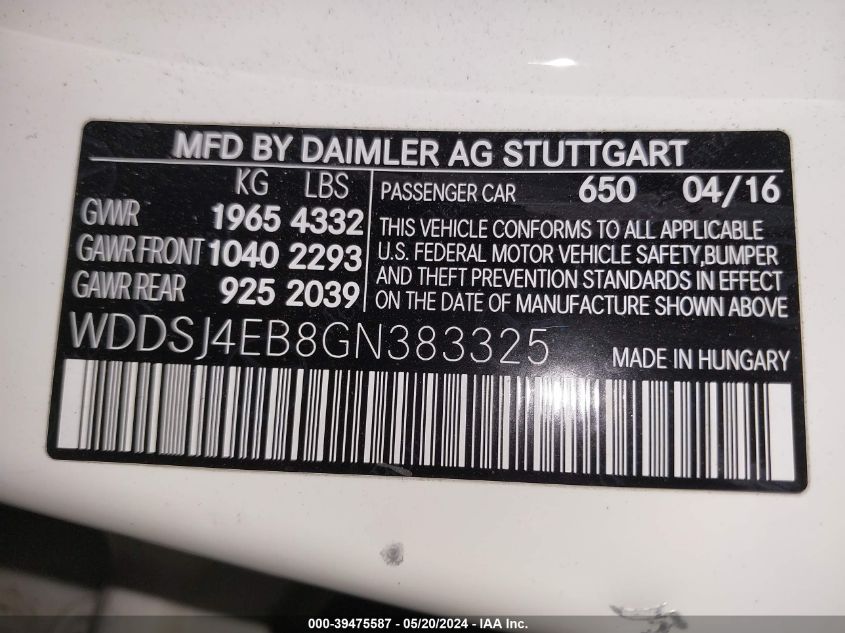 MFD BY DAIMLER AG STUTTGART
KG LBS
GVWR 1965 4332
GAWR FRONT 1040 2293
GAWR REAR 925 2039
PASSENGER CAR 650 04/16
THIS VEHICLE CONFORMS TO ALL APPLICABLE
U.S. FEDERAL MOTOR VEHICLE SAFETY,BUMPER
AND THEFT PREVENTION STANDARDS IN EFFECT
ON THE DATE OF MANUFACTURE SHOWN ABOVE
WDDSJ4EB8GN383325 MADE IN HUNGARY
000-39475587 - 05/20/2024 - IAA Inc.